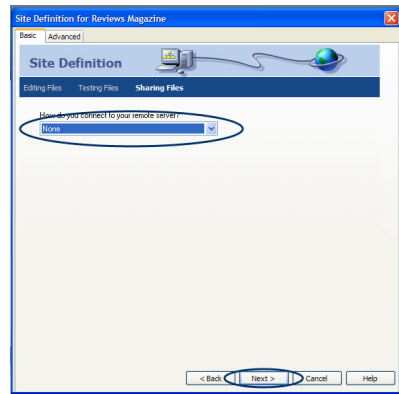 Site Definition for Reviews Magazine
Basic Advanced
Site Definition
Editing Files Testing Files Sharing Files
How do you connect to your remote server?
None
< Back Next > Cancel Help